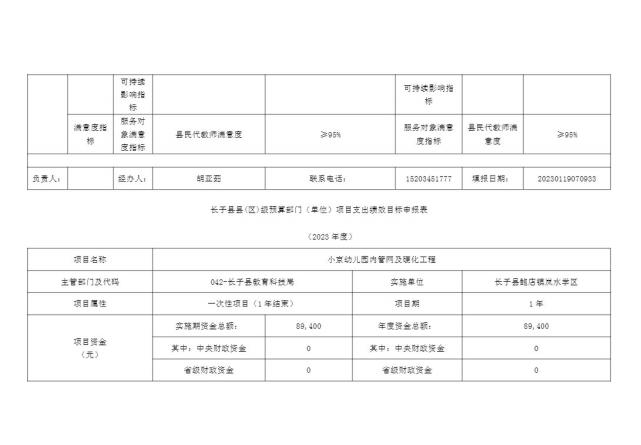 可持续影响指标 可持续影响指标
满意度指标 服务对象满意度指标 县民代教师满意度 ≥95% 服务对象满意度指标 县民代教师满意度 ≥95%
负责人： 经办人： 胡亚茹 联系电话： 15203451777 填报日期： 20230119070933
长子县县(区)级预算部门（单位）项目支出绩效目标申报表
（2023 年度）
项目名称 小京幼儿园内管网及硬化工程
主管部门及代码 042-长子县教育科技局 实施单位 长子县鲍店镇岚水学区
项目属性 一次性项目（1 年结束） 项目期 1 年
项目资金（元） 实施期资金总额： 89,400 年度资金总额： 89,400
其中：中央财政资金 0 其中：中央财政资金 0
省级财政资金 0 省级财政资金 0